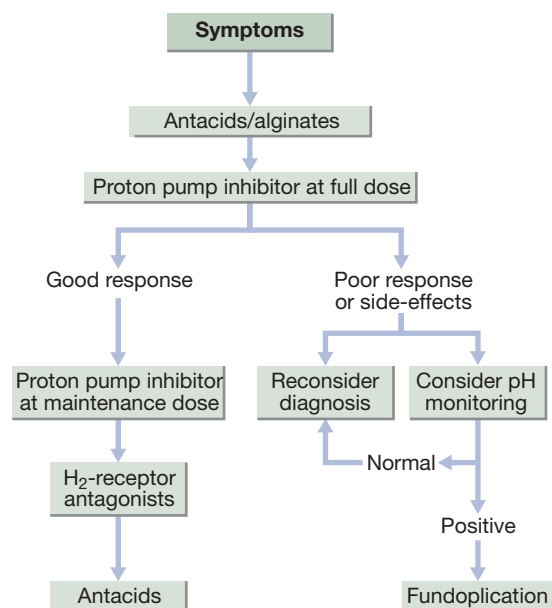 Symptoms
Antacids/alginates
Proton pump inhibitor at full dose
Good response
Poor response
or side-effects
Proton pump inhibitor
at maintenance dose
Reconsider
diagnosis
Consider pH
monitoring
Normal
H₂-receptor
antagonists
Positive
Antacids
Fundoplication